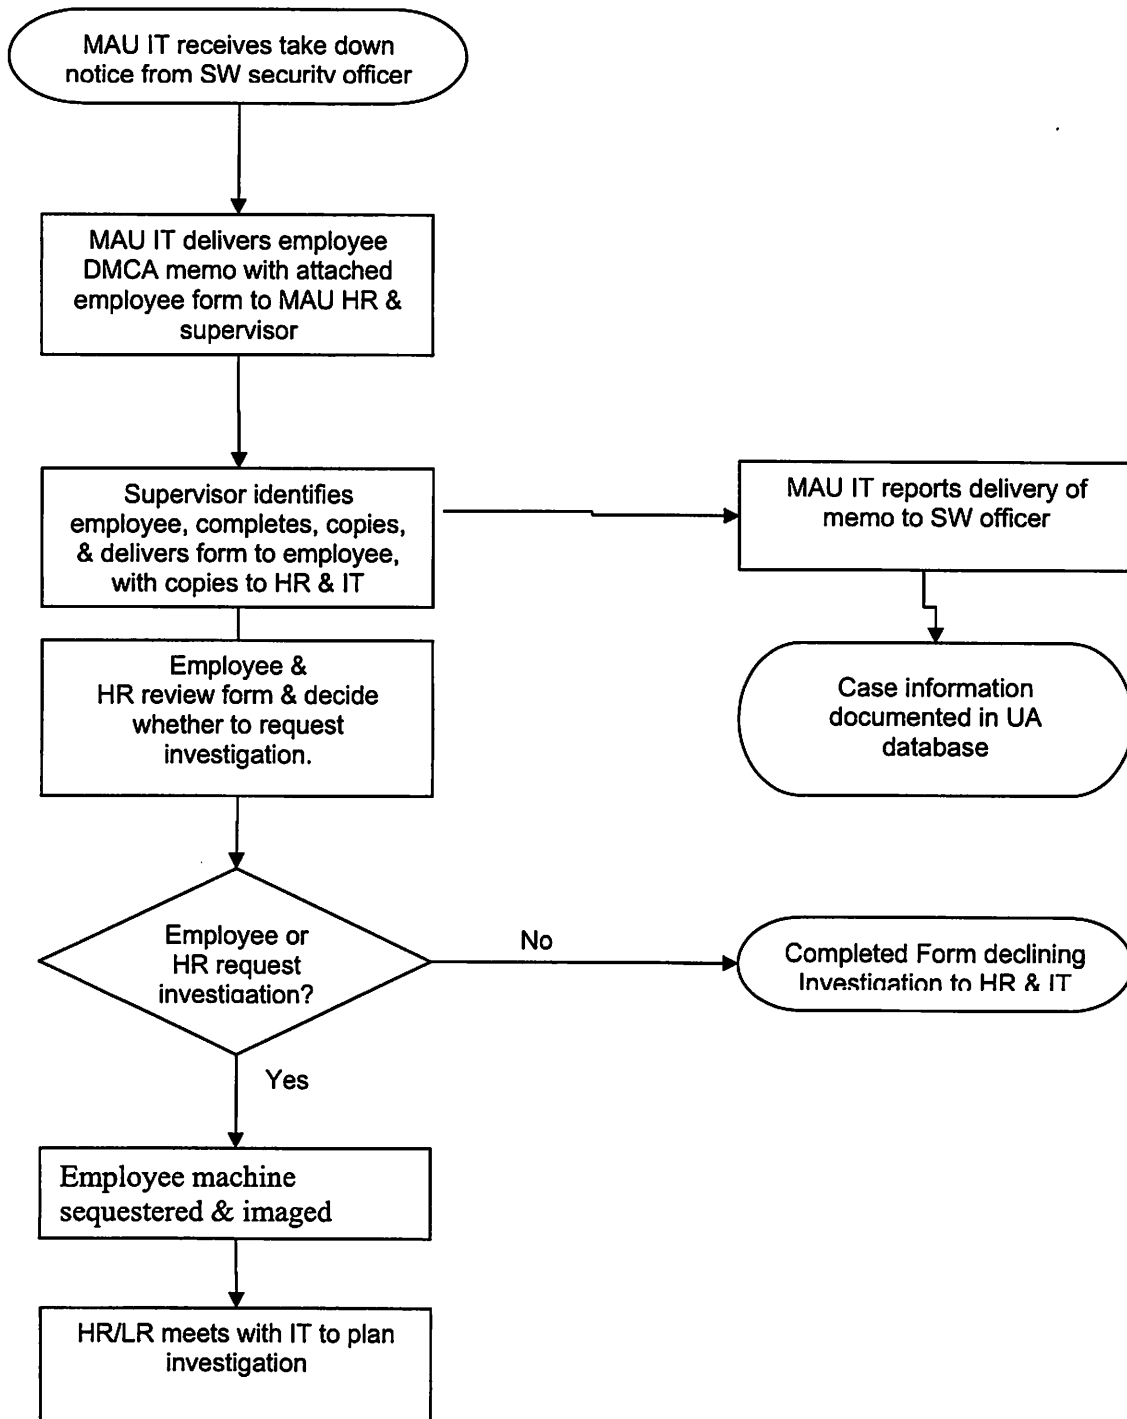 MAU IT receives take down
notice from SW security officer
MAU IT delivers employee
DMCA memo with attached
employee form to MAU HR &
supervisor
Supervisor identifies
employee, completes, copies,
& delivers form to employee,
with copies to HR & IT
MAU IT reports delivery of
memo to SW officer
Employee &
HR review form & decide
whether to request
investigation.
Case information
documented in UA
database
Employee or
HR request
investigation?
No
Completed Form declining
Investigation to HR & IT
Yes
Employee machine
sequestered & imaged
HR/LR meets with IT to plan
investigation